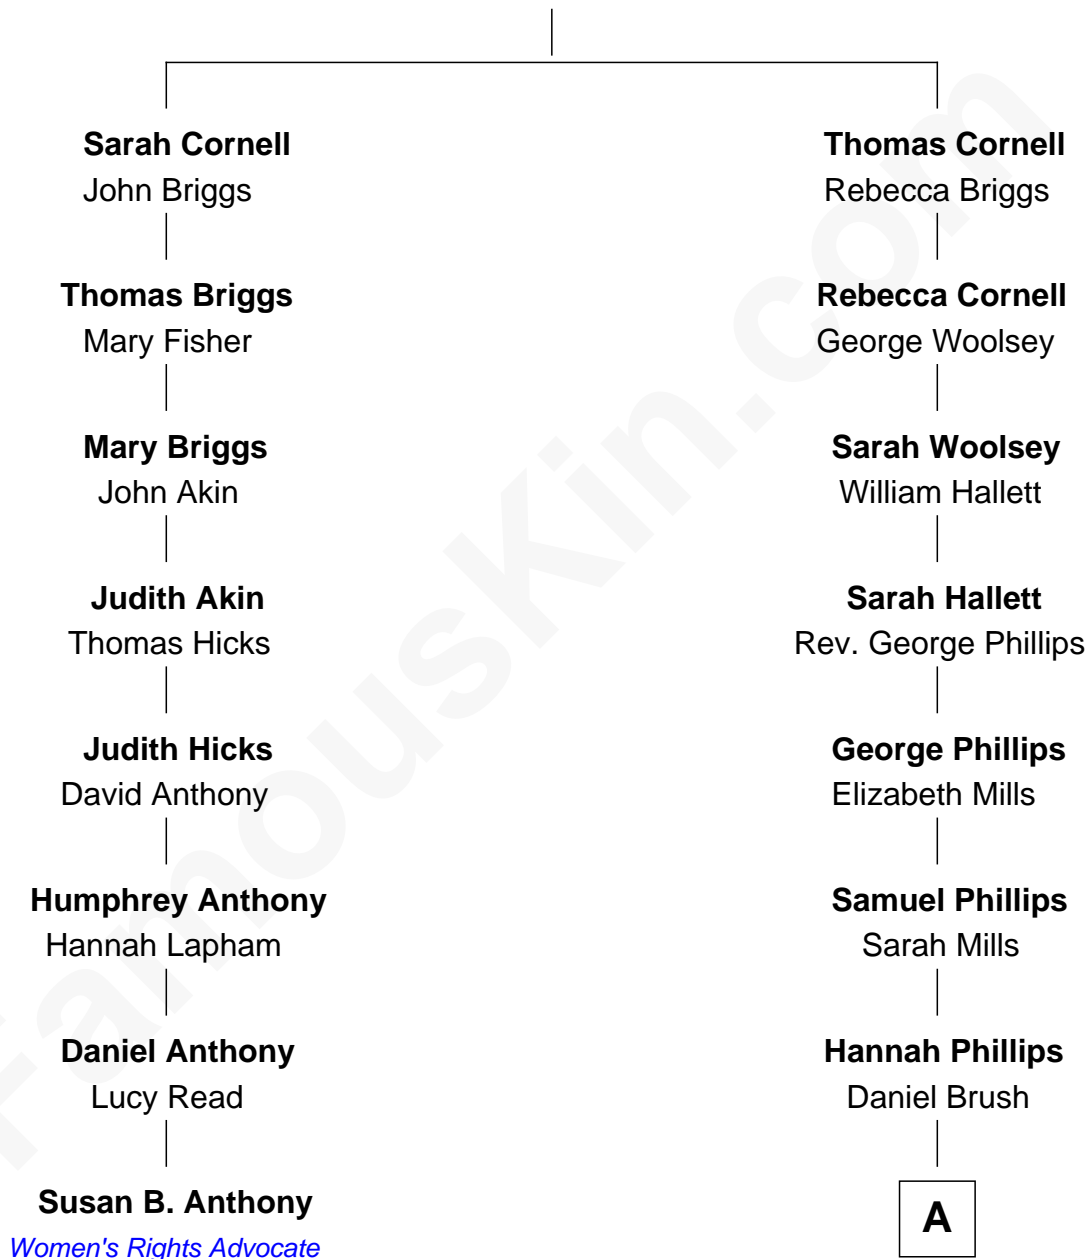 Sarah Cornell
John Briggs
Thomas Briggs
Mary Fisher
Mary Briggs
John Akin
Judith Akin
Thomas Hicks
Judith Hicks
David Anthony
Humphrey Anthony
Hannah Lapham
Daniel Anthony
Lucy Read
Susan B. Anthony
Women's Rights Advocate
Thomas Cornell
Rebecca Briggs
Rebecca Cornell
George Woolsey
Sarah Woolsey
William Hallett
Sarah Hallett
Rev. George Phillips
George Phillips
Elizabeth Mills
Samuel Phillips
Sarah Mills
Hannah Phillips
Daniel Brush
A
FamousKin.com